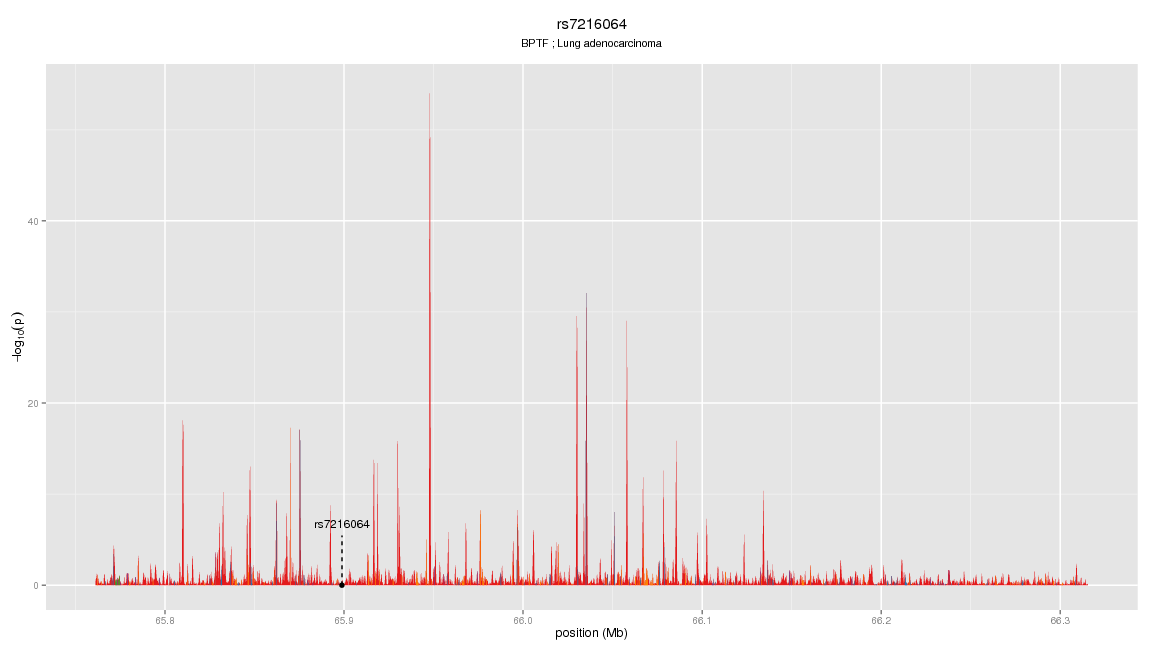 rs7216064
BPTF ; Lung adenocarcinoma
−log10(p)
40
20
0
rs7216064
65.8 65.9 66.0 66.1 66.2 66.3
position (Mb)